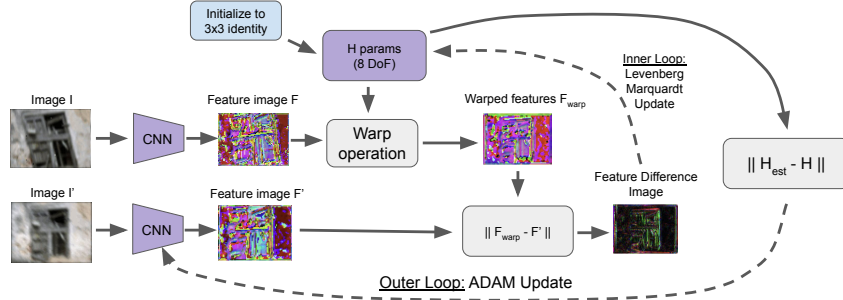 Initialize to
3x3 identity
H params
(8 DoF)
Inner Loop:
Levenberg
Marquardt
Update
Image I
CNN
Feature image F
Warp
operation
Warped features F_warp
|| H_est - H ||
Feature Difference
Image
Image I’
CNN
Feature image F’
|| F_warp - F’ ||
Outer Loop: ADAM Update